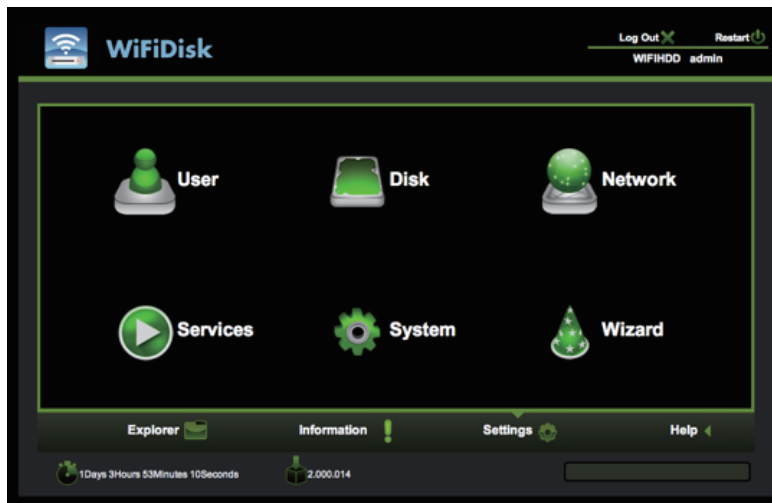 WiFiDisk
Log Out Restart
WIFIHDD admin
User Disk Network
Services System Wizard
Explorer Information Settings Help
1Days 3Hours 53Minutes 10Seconds 2.000.014